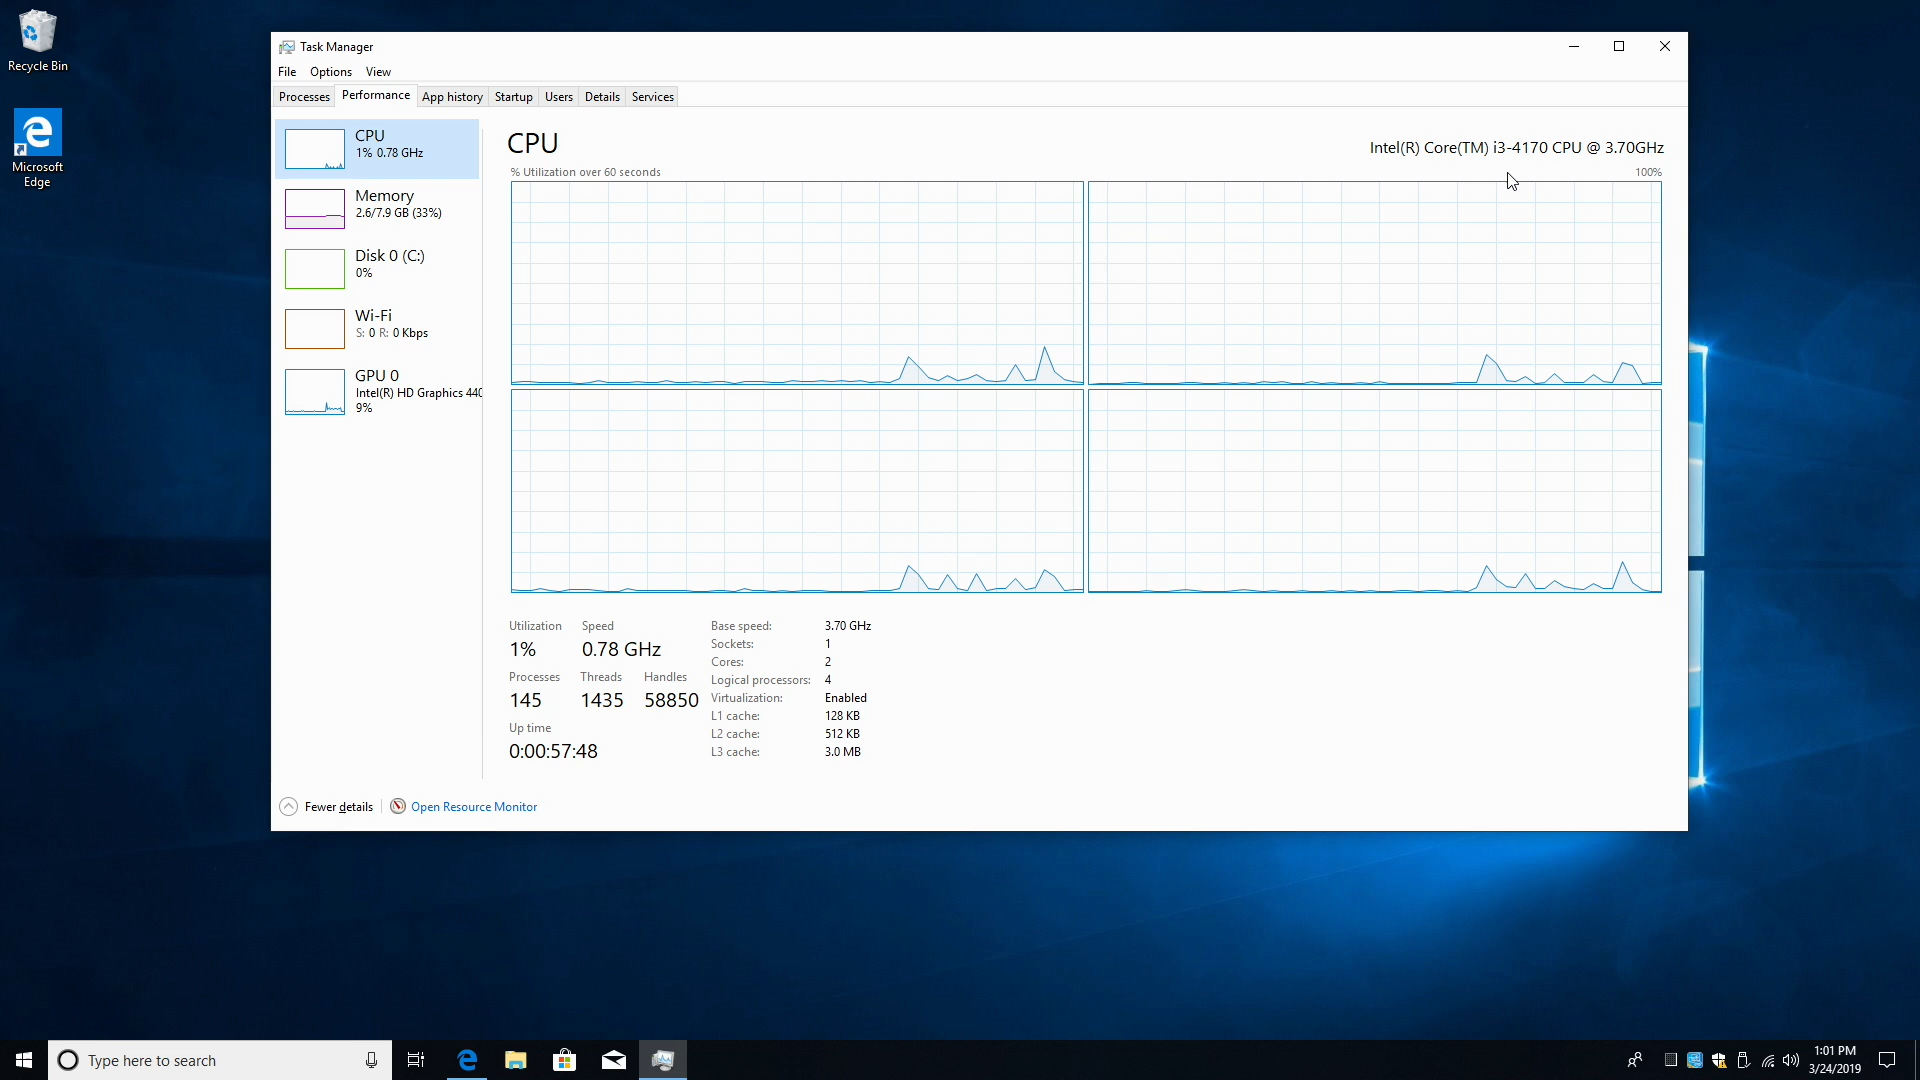 Recycle Bin
Microsoft
Edge
Task Manager
File Options View
Processes Performance App history Startup Users Details Services
CPU
1% 0.78 GHz
Memory
2.6/7.9 GB (33%)
Disk 0 (C:)
0%
Wi-Fi
S: 0 R: 0 Kbps
GPU 0
Intel(R) HD Graphics 440
9%
CPU
Intel(R) Core(TM) i3-4170 CPU @ 3.70GHz
% Utilization over 60 seconds
100%
Utilization Speed
1% 0.78 GHz
Processes Threads Handles
145 1435 58850
Up time
0:00:57:48
Base speed: 3.70 GHz
Sockets: 1
Cores: 2
Logical processors: 4
Virtualization: Enabled
L1 cache: 128 KB
L2 cache: 512 KB
L3 cache: 3.0 MB
Fewer details
Open Resource Monitor
Type here to search
1:01 PM
3/24/2019